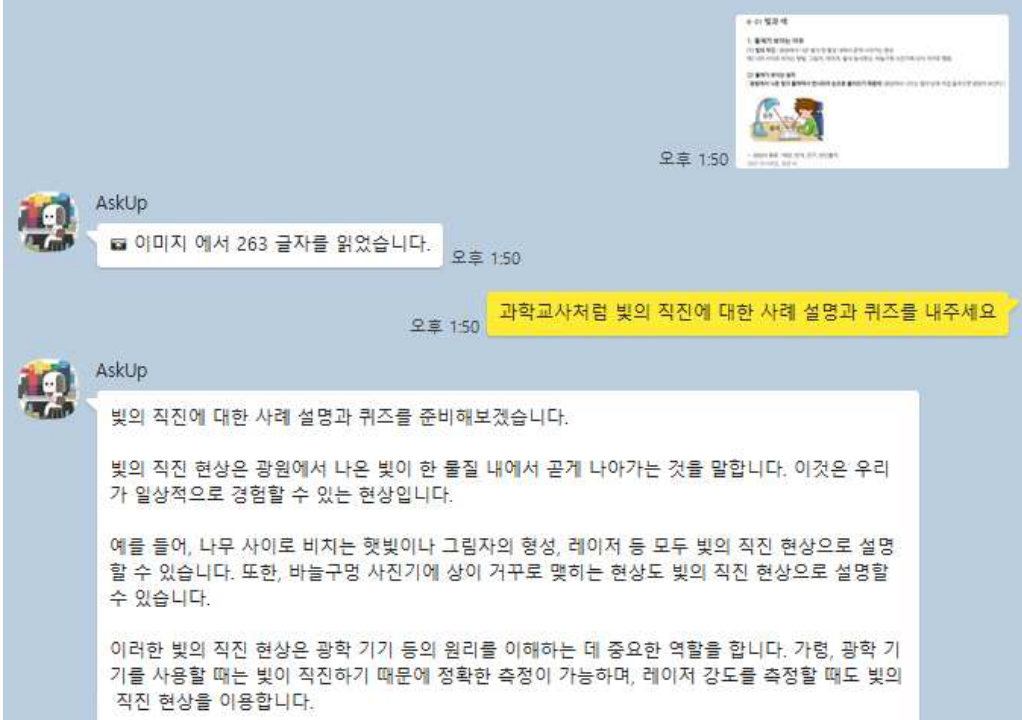 1. 물체가 보이는 이유
오후 1:50
AskUp
이미지 에서 263 글자를 읽었습니다.
오후 1:50
과학교사처럼 빛의 직진에 대한 사례 설명과 퀴즈를 내주세요
오후 1:50
AskUp
빛의 직진에 대한 사례 설명과 퀴즈를 준비해보겠습니다.
빛의 직진 현상은 광원에서 나온 빛이 한 물질 내에서 곧게 나아가는 것을 말합니다. 이것은 우리
가 일상적으로 경험할 수 있는 현상입니다.
예를 들어, 나무 사이로 비치는 햇빛이나 그림자의 형성, 레이저 등 모두 빛의 직진 현상으로 설명
할 수 있습니다. 또한, 바늘구멍 사진기에 상이 거꾸로 맺히는 현상도 빛의 직진 현상으로 설명할
수 있습니다.
이러한 빛의 직진 현상은 광학 기기 등의 원리를 이해하는 데 중요한 역할을 합니다. 가령, 광학 기
기를 사용할 때는 빛이 직진하기 때문에 정확한 측정이 가능하며, 레이저 강도를 측정할 때도 빛의
직진 현상을 이용합니다.